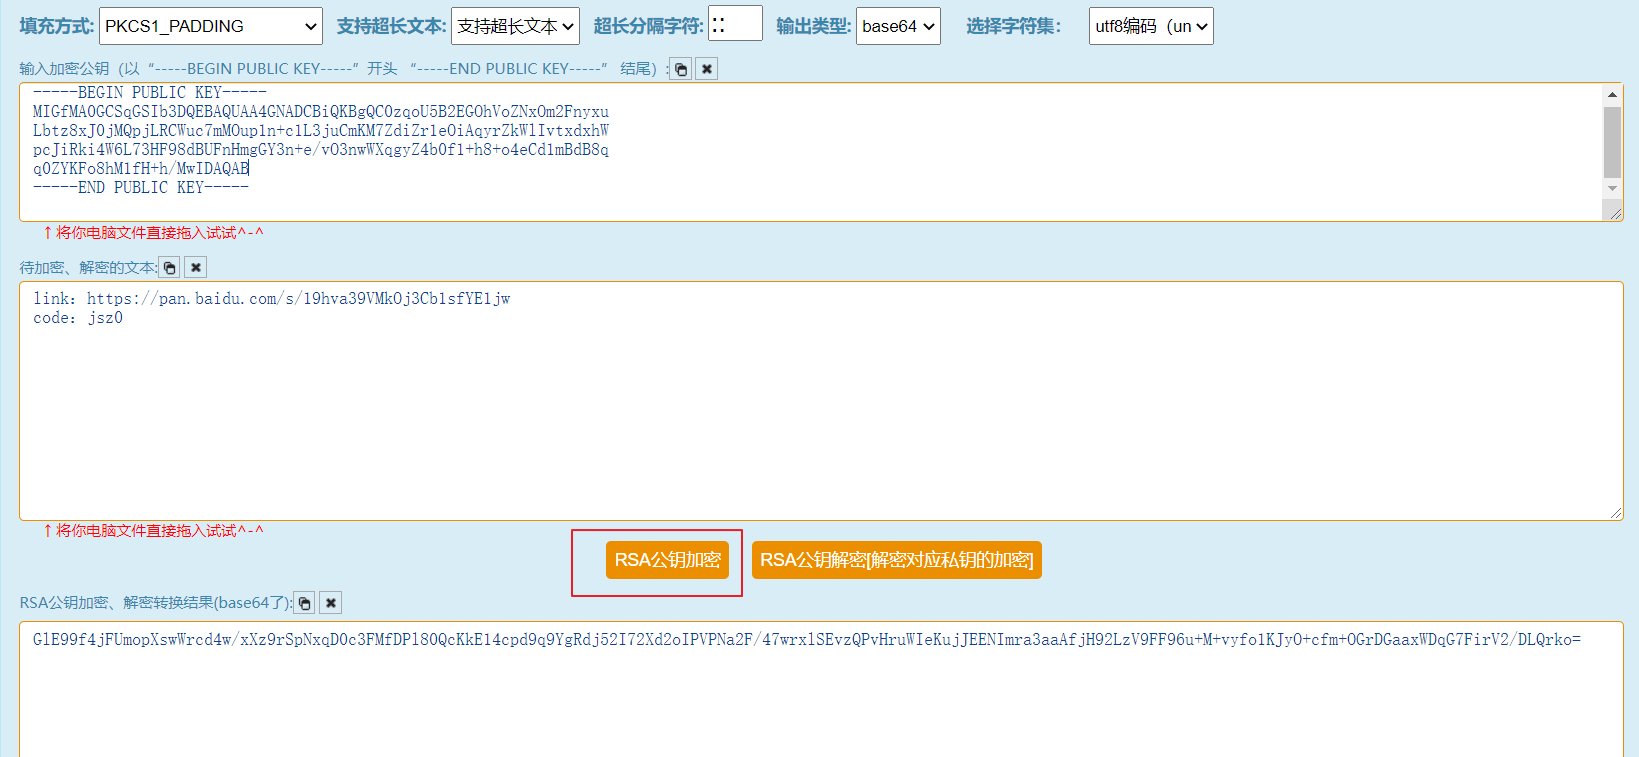 填充方式: PKCS1_PADDING 支持超长文本: 支持超长文本 超长分隔字符: :: 输出类型: base64 选择字符集: utf8编码（un
输入加密公钥（以“-----BEGIN PUBLIC KEY-----”开头 “-----END PUBLIC KEY-----” 结尾）:
-----BEGIN PUBLIC KEY-----
MIGfMA0GCSqGSIb3DQEBAQUAA4GNADCBiQKBgQC0zqoU5B2EGOhVoZNxOm2Fnyxu
Lbtz8xJ0jMQpjLRCWuc7mMOup1n+c1L3juCmKM7ZdiZr1eOiAqyrZkWlIvtxdxhW
pcJiRki4W6L73HF98dBUFnHmgGY3n+e/vO3nwWXqgyZ4b0f1+h8+o4eCd1mBdB8q
q0ZYKFo8hM1fH+h/MwIDAQAB
-----END PUBLIC KEY-----
↑将你电脑文件直接拖入试试^-^
待加密、解密的文本:
link: https://pan.baidu.com/s/19hva39VMkOj3Cb1sfYE1jw
code: jsz0
↑将你电脑文件直接拖入试试^-^
RSA公钥加密 RSA公钥解密[解密对应私钥的加密]
RSA公钥加密、解密转换结果(base64了):
GlE99f4jFUmopXswWrcd4w/xXz9rSpNxqD0c3FMfDPl80QcKkE14cpd9q9YgRdj52I72Xd2oIPVPNa2F/47wrxlSEvzQPvHruWIeKujJEENImra3aaAfjH92LzV9FF96u+M+vyfo1KJyO+cfm+OGrDGaaxWDqG7FirV2/DLQrko=